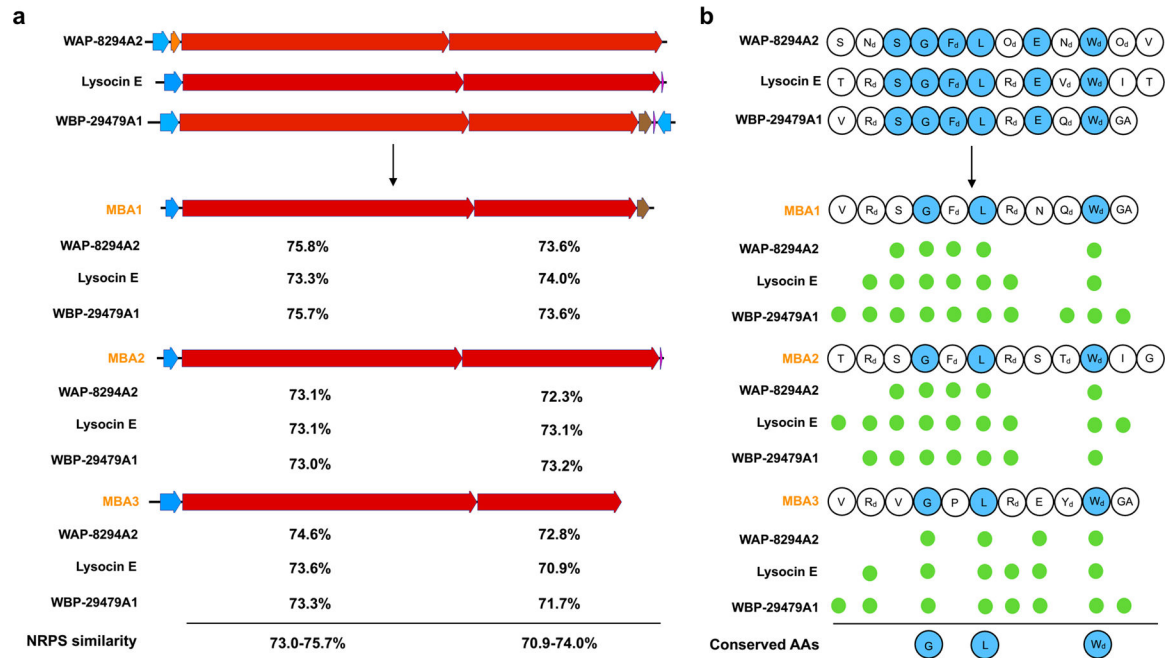 a
WAP-8294A2
Lysocin E
WBP-29479A1
MBA1
WAP-8294A2 75.8% 73.6%
Lysocin E 73.3% 74.0%
WBP-29479A1 75.7% 73.6%
MBA2
WAP-8294A2 73.1% 72.3%
Lysocin E 73.1% 73.1%
WBP-29479A1 73.0% 73.2%
MBA3
WAP-8294A2 74.6% 72.8%
Lysocin E 73.6% 70.9%
WBP-29479A1 73.3% 71.7%
NRPS similarity 73.0-75.7% 70.9-74.0%
b
WAP-8294A2 S Nd S G Fd L Od E Nd Wd Od V
Lysocin E T Rd S G Fd L Rd E Vd Wd I T
WBP-29479A1 V Rd S G Fd L Rd E Qd Wd GA
MBA1 V Rd S G Fd L Rd N Qd Wd GA
WAP-8294A2
Lysocin E
WBP-29479A1
MBA2 T Rd S G Fd L Rd S Td Wd I G
WAP-8294A2
Lysocin E
WBP-29479A1
MBA3 V Rd V G P L Rd E Yd Wd GA
WAP-8294A2
Lysocin E
WBP-29479A1
Conserved AAs G L Wd